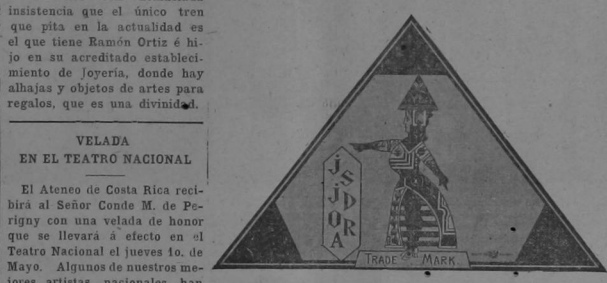 insistencia que el único tren
que pita en la actualidad es
el que tiene Ramón Ortiz é hi-
jo en su acreditado estableci-
miento de Joyería, donde hay
alhajas y objetos de artes para
regalos, que es una divinidad.
VELADA
EN EL TEATRO NACIONAL
El Ateneo de Costa Rica reci-
birá al Señor Conde M. de Pe-
rigny con una velada de honor
que se llevará á efecto en el
Teatro Nacional el jueves 1o. de
Mayo. Algunos de nuestros me-
jores artistas nacionales han
TRADE MARK